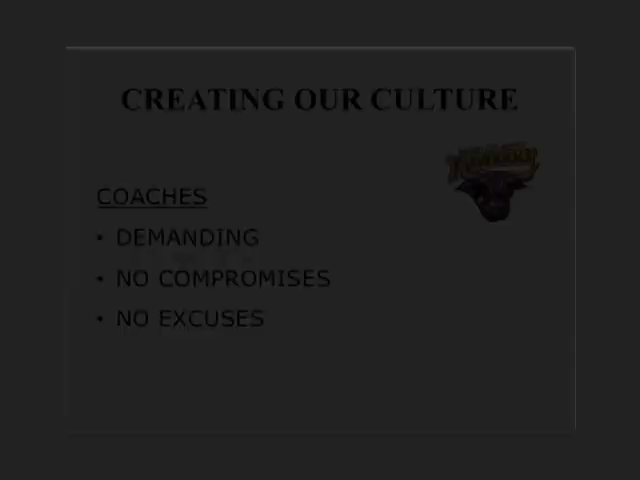 CREATING OUR CULTURE
COACHES
• DEMANDING
• NO COMPROMISES
• NO EXCUSES